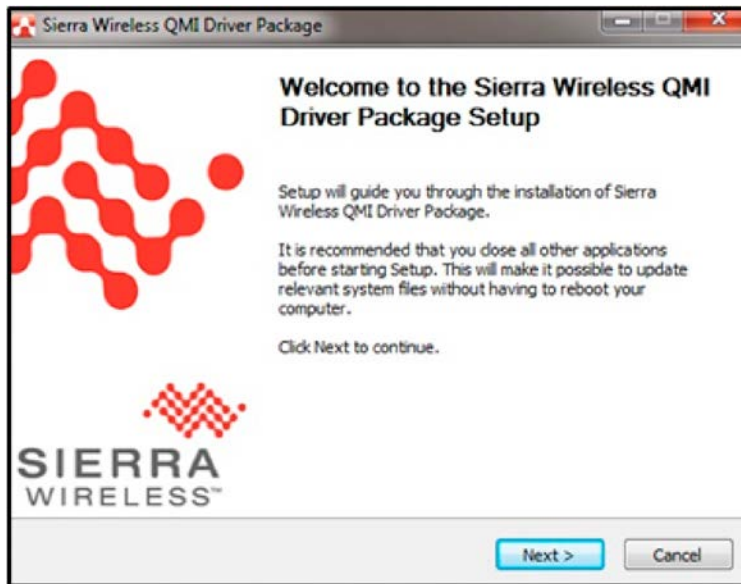 Sierra Wireless QMI Driver Package
Welcome to the Sierra Wireless QMI
Driver Package Setup
Setup will guide you through the installation of Sierra
Wireless QMI Driver Package.
It is recommended that you close all other applications
before starting Setup. This will make it possible to update
relevant system files without having to reboot your
computer.
Click Next to continue.
SIERRA
WIRELESS™
Next >
Cancel